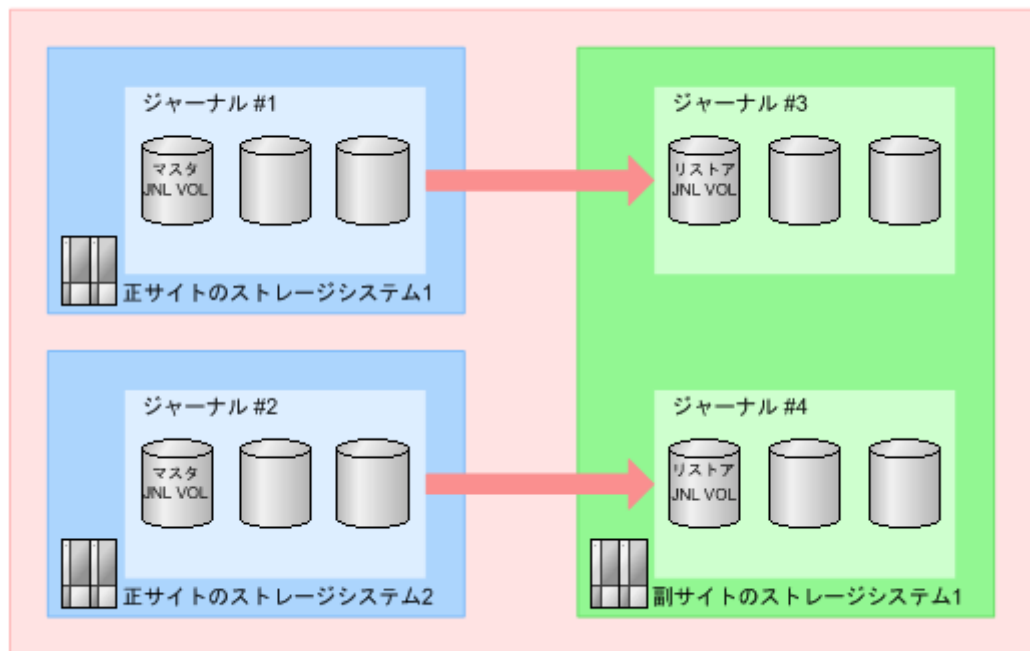 ジャーナル #1
マスタ
JNL VOL
正サイトのストレージシステム1
ジャーナル #3
リストア
JNL VOL
ジャーナル #2
マスタ
JNL VOL
正サイトのストレージシステム2
ジャーナル #4
リストア
JNL VOL
副サイトのストレージシステム1